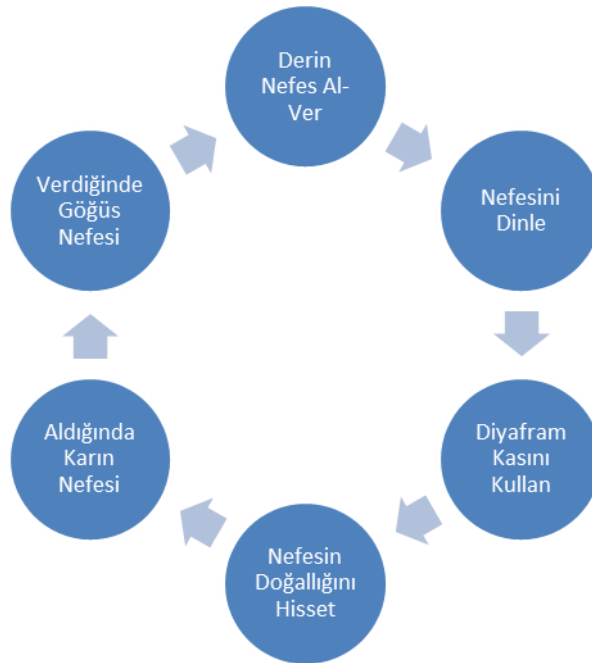 Derin
Nefes Al-
Ver
Nefesini
Dinle
Diyafram
Kasını
Kullan
Nefesin
Doğallığını
Hisset
Aldığında
Karın
Nefesi
Verdiğinde
Göğüs
Nefesi